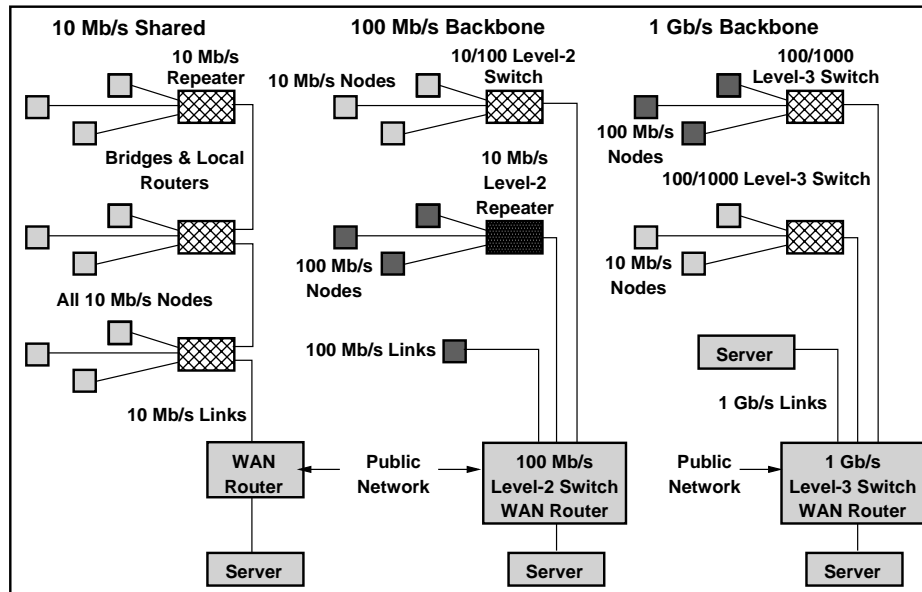 10 Mb/s Shared
10 Mb/s
Repeater
Bridges & Local
Routers
All 10 Mb/s Nodes
10 Mb/s Links
WAN
Router
Server
Public
Network
100 Mb/s Backbone
10/100 Level-2
Switch
10 Mb/s Nodes
10 Mb/s
Level-2
Repeater
100 Mb/s
Nodes
100 Mb/s Links
100 Mb/s
Level-2 Switch
WAN Router
Server
1 Gb/s Backbone
100/1000
Level-3 Switch
100 Mb/s
Nodes
100/1000 Level-3 Switch
10 Mb/s
Nodes
Server
1 Gb/s Links
Public
Network
1 Gb/s
Level-3 Switch
WAN Router
Server